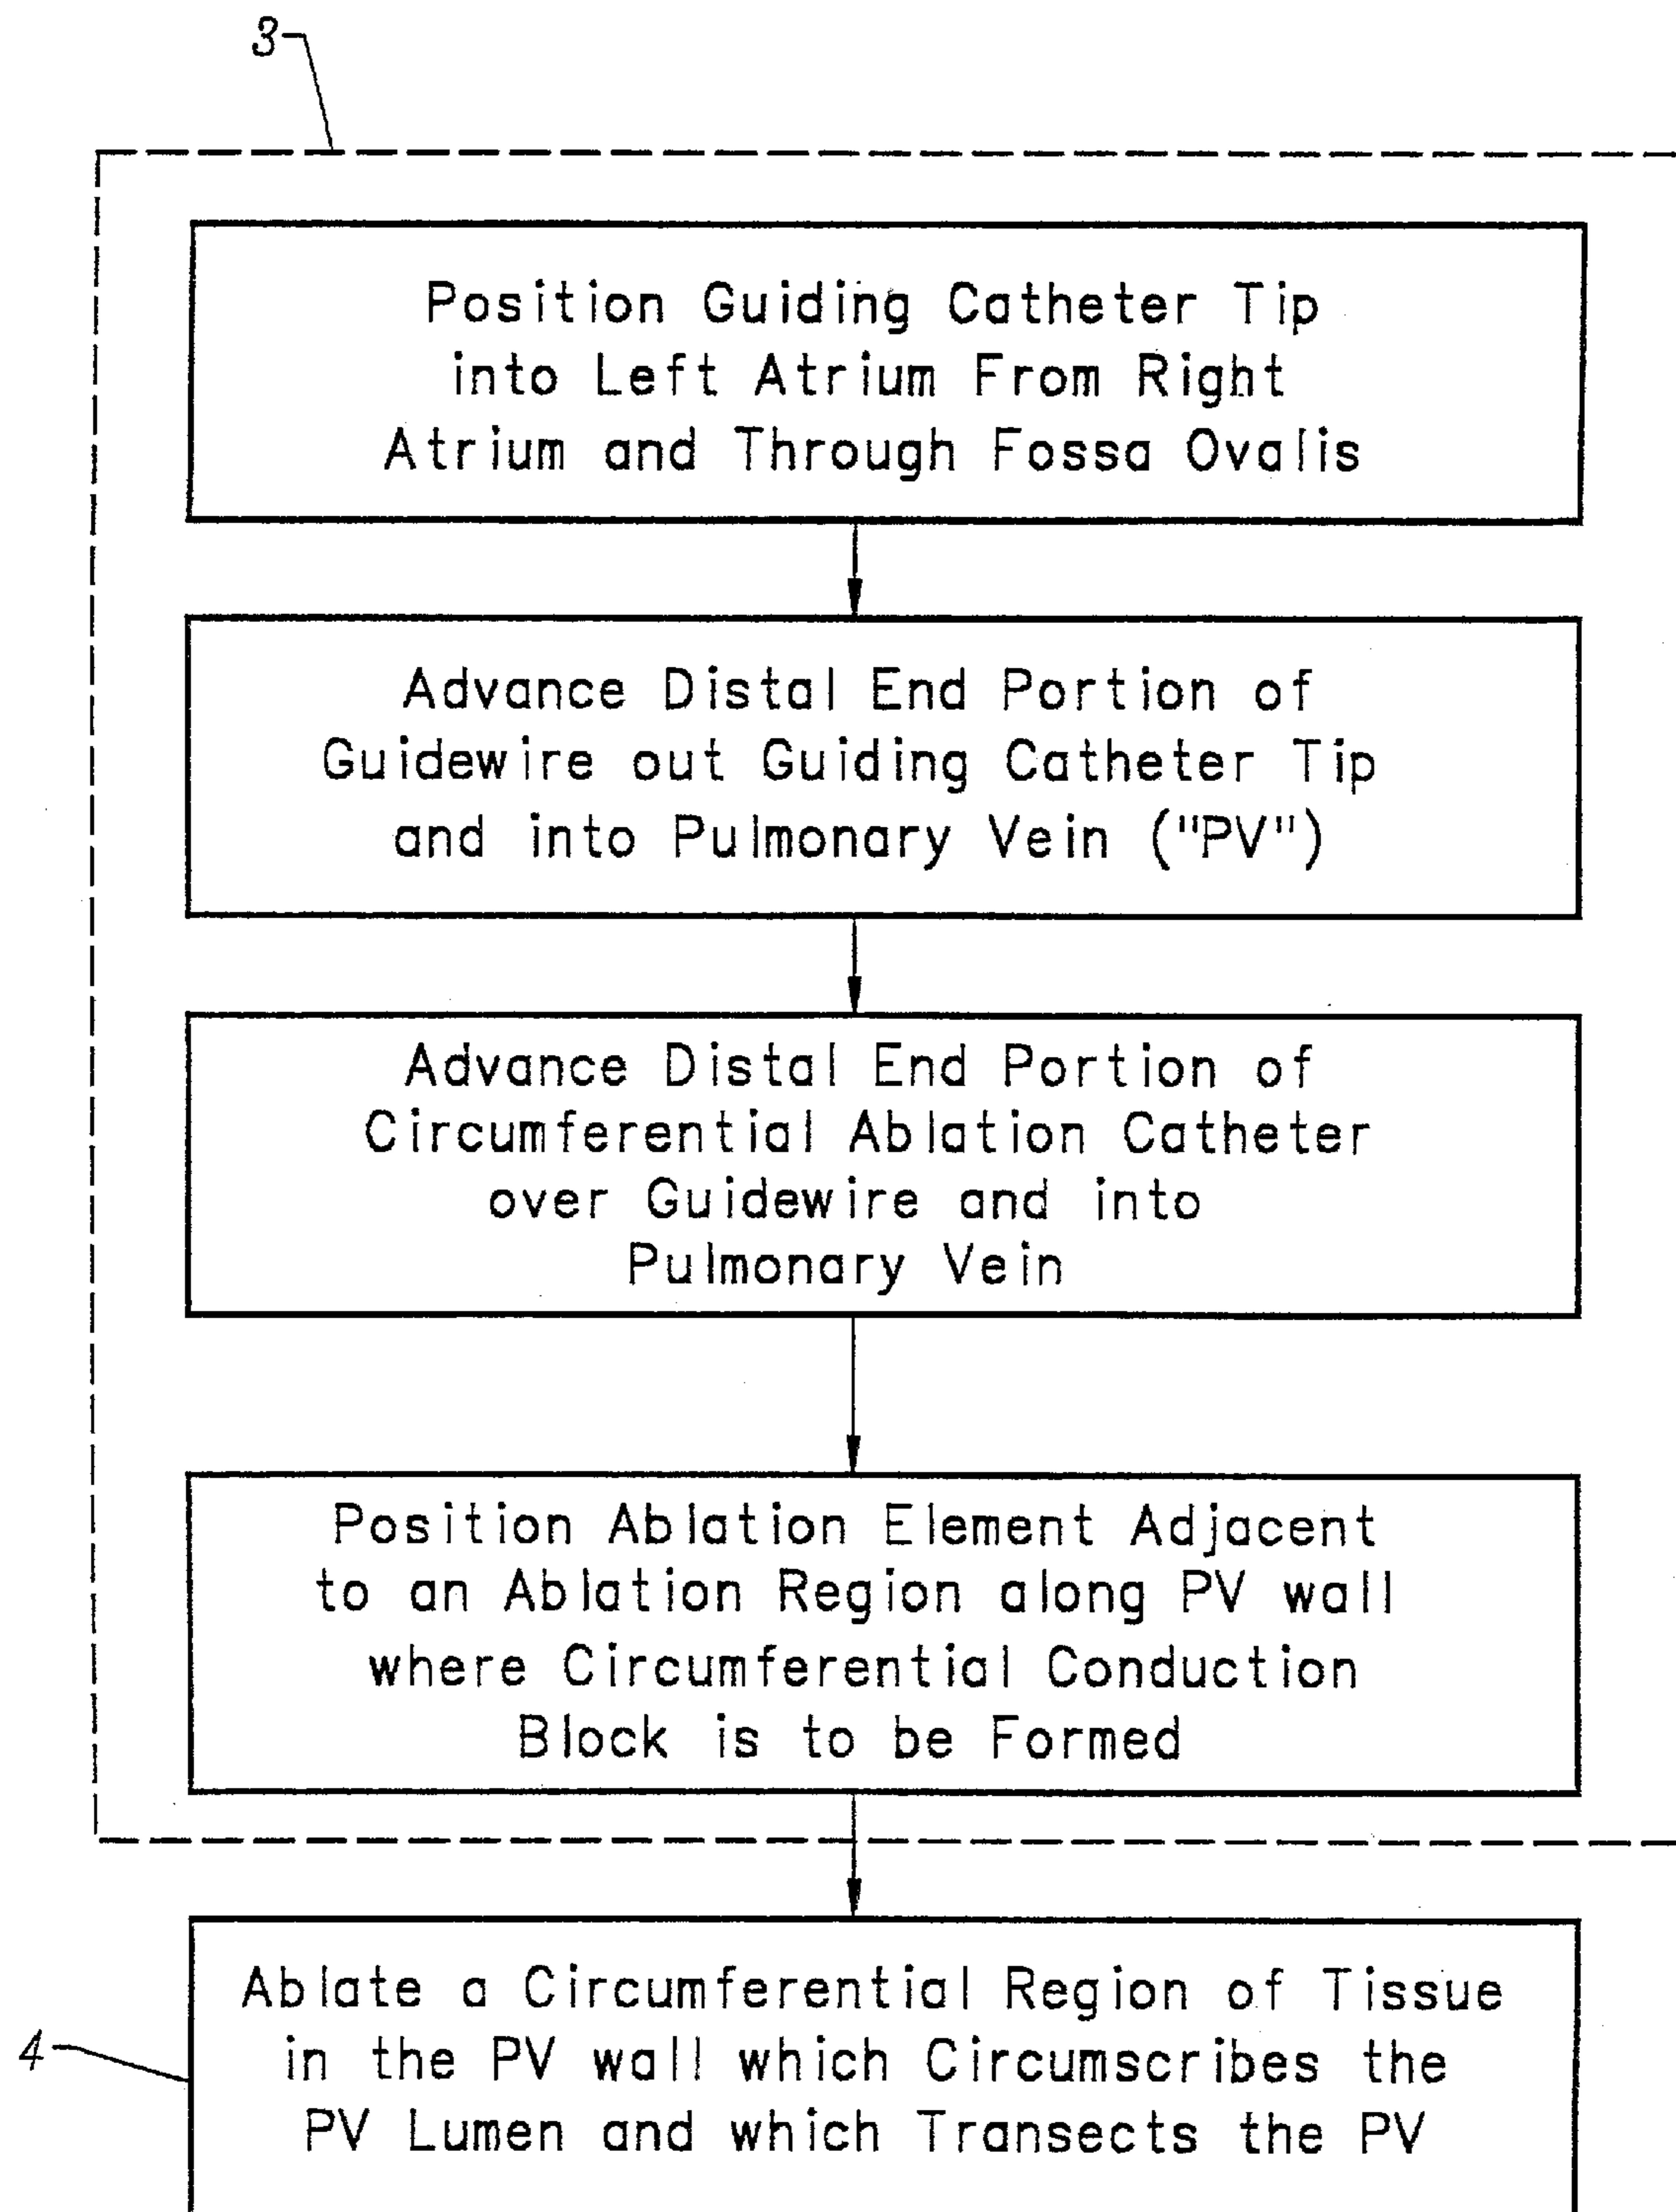 3
Position Guiding Catheter Tip
into Left Atrium From Right
Atrium and Through Fossa Ovalis
Advance Distal End Portion of
Guidewire out Guiding Catheter Tip
and into Pulmonary Vein ("PV")
Advance Distal End Portion of
Circumferential Ablation Catheter
over Guidewire and into
Pulmonary Vein
Position Ablation Element Adjacent
to an Ablation Region along PV wall
where Circumferential Conduction
Block is to be Formed
4
Ablate a Circumferential Region of Tissue
in the PV wall which Circumscribes the
PV Lumen and which Transects the PV